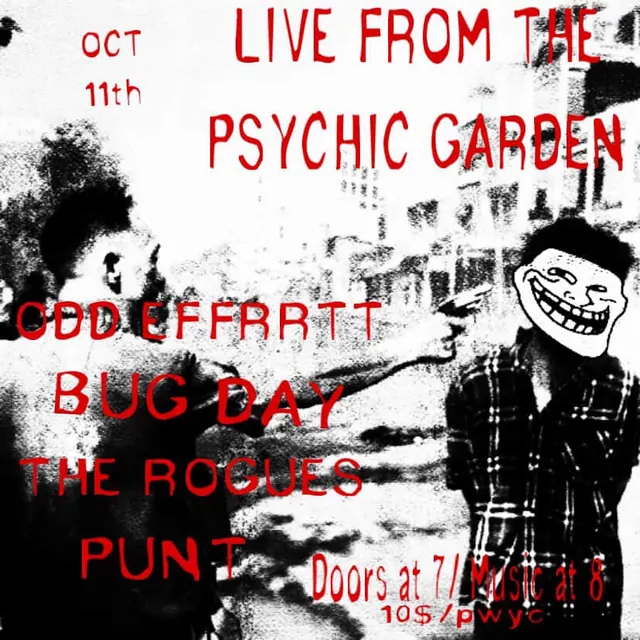 OCT
11th
LIVE FROM THE
PSYCHIC GARDEN
ODD EFFRRTT
BUG DAY
THE ROGUES
PUNT
Doors at 7/ Music at 8
10$/pwyc